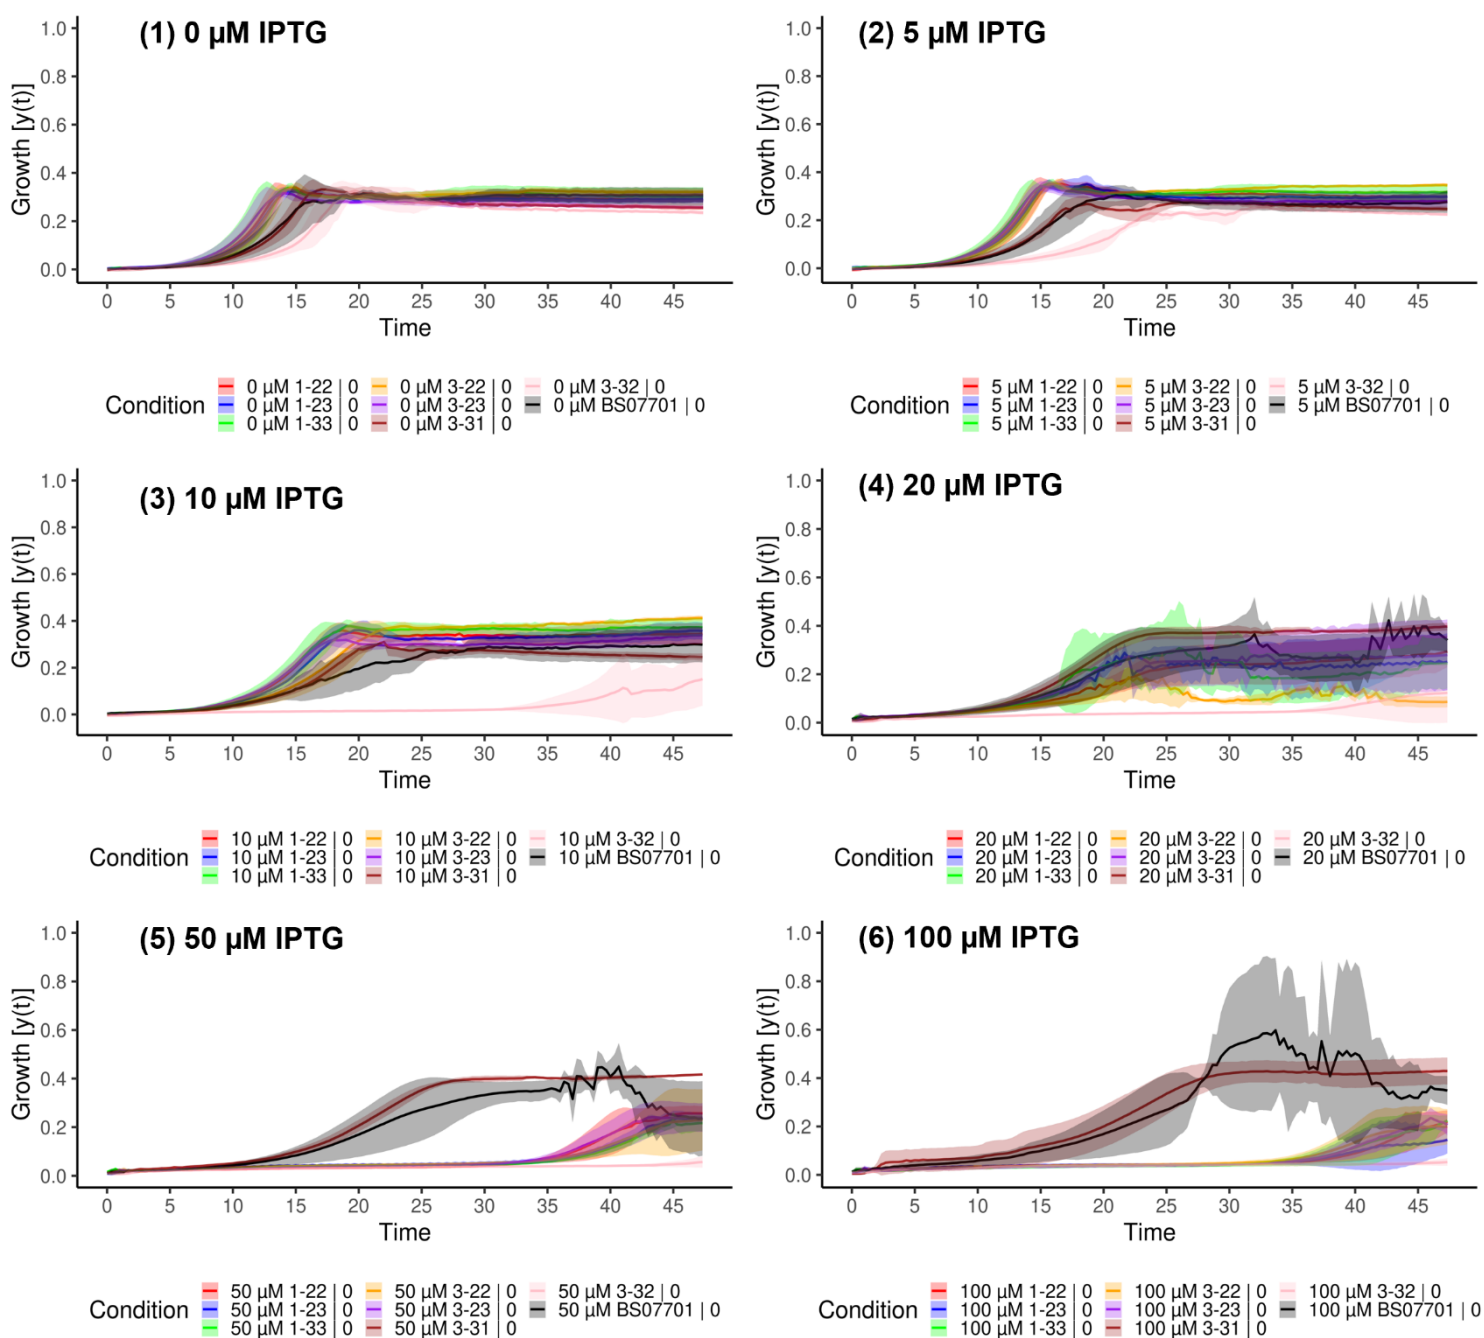 (1) 0 µM IPTG
1.0
0.8
0.6
0.4
0.2
0.0
Growth [y(t)]
0 5 10 15 20 25 30 35 40 45
Time
Condition
0 µM 1-22 | 0
0 µM 1-23 | 0
0 µM 1-33 | 0
0 µM 3-22 | 0
0 µM 3-23 | 0
0 µM 3-31 | 0
0 µM 3-32 | 0
0 µM BS07701 | 0
(2) 5 µM IPTG
1.0
0.8
0.6
0.4
0.2
0.0
Growth [y(t)]
0 5 10 15 20 25 30 35 40 45
Time
Condition
5 µM 1-22 | 0
5 µM 1-23 | 0
5 µM 1-33 | 0
5 µM 3-22 | 0
5 µM 3-23 | 0
5 µM 3-31 | 0
5 µM 3-32 | 0
5 µM BS07701 | 0
(3) 10 µM IPTG
1.0
0.8
0.6
0.4
0.2
0.0
Growth [y(t)]
0 5 10 15 20 25 30 35 40 45
Time
Condition
10 µM 1-22 | 0
10 µM 1-23 | 0
10 µM 1-33 | 0
10 µM 3-22 | 0
10 µM 3-23 | 0
10 µM 3-31 | 0
10 µM 3-32 | 0
10 µM BS07701 | 0
(4) 20 µM IPTG
1.0
0.8
0.6
0.4
0.2
0.0
Growth [y(t)]
0 5 10 15 20 25 30 35 40 45
Time
Condition
20 µM 1-22 | 0
20 µM 1-23 | 0
20 µM 1-33 | 0
20 µM 3-22 | 0
20 µM 3-23 | 0
20 µM 3-31 | 0
20 µM 3-32 | 0
20 µM BS07701 | 0
(5) 50 µM IPTG
1.0
0.8
0.6
0.4
0.2
0.0
Growth [y(t)]
0 5 10 15 20 25 30 35 40 45
Time
Condition
50 µM 1-22 | 0
50 µM 1-23 | 0
50 µM 1-33 | 0
50 µM 3-22 | 0
50 µM 3-23 | 0
50 µM 3-31 | 0
50 µM 3-32 | 0
50 µM BS07701 | 0
(6) 100 µM IPTG
1.0
0.8
0.6
0.4
0.2
0.0
Growth [y(t)]
0 5 10 15 20 25 30 35 40 45
Time
Condition
100 µM 1-22 | 0
100 µM 1-23 | 0
100 µM 1-33 | 0
100 µM 3-22 | 0
100 µM 3-23 | 0
100 µM 3-31 | 0
100 µM 3-32 | 0
100 µM BS07701 | 0